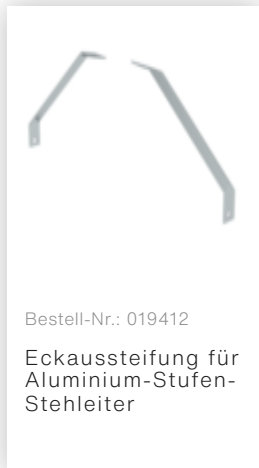 Bestell-Nr.: 019412
Eckaussteifung für
Aluminium-Stufen-
Stehleiter